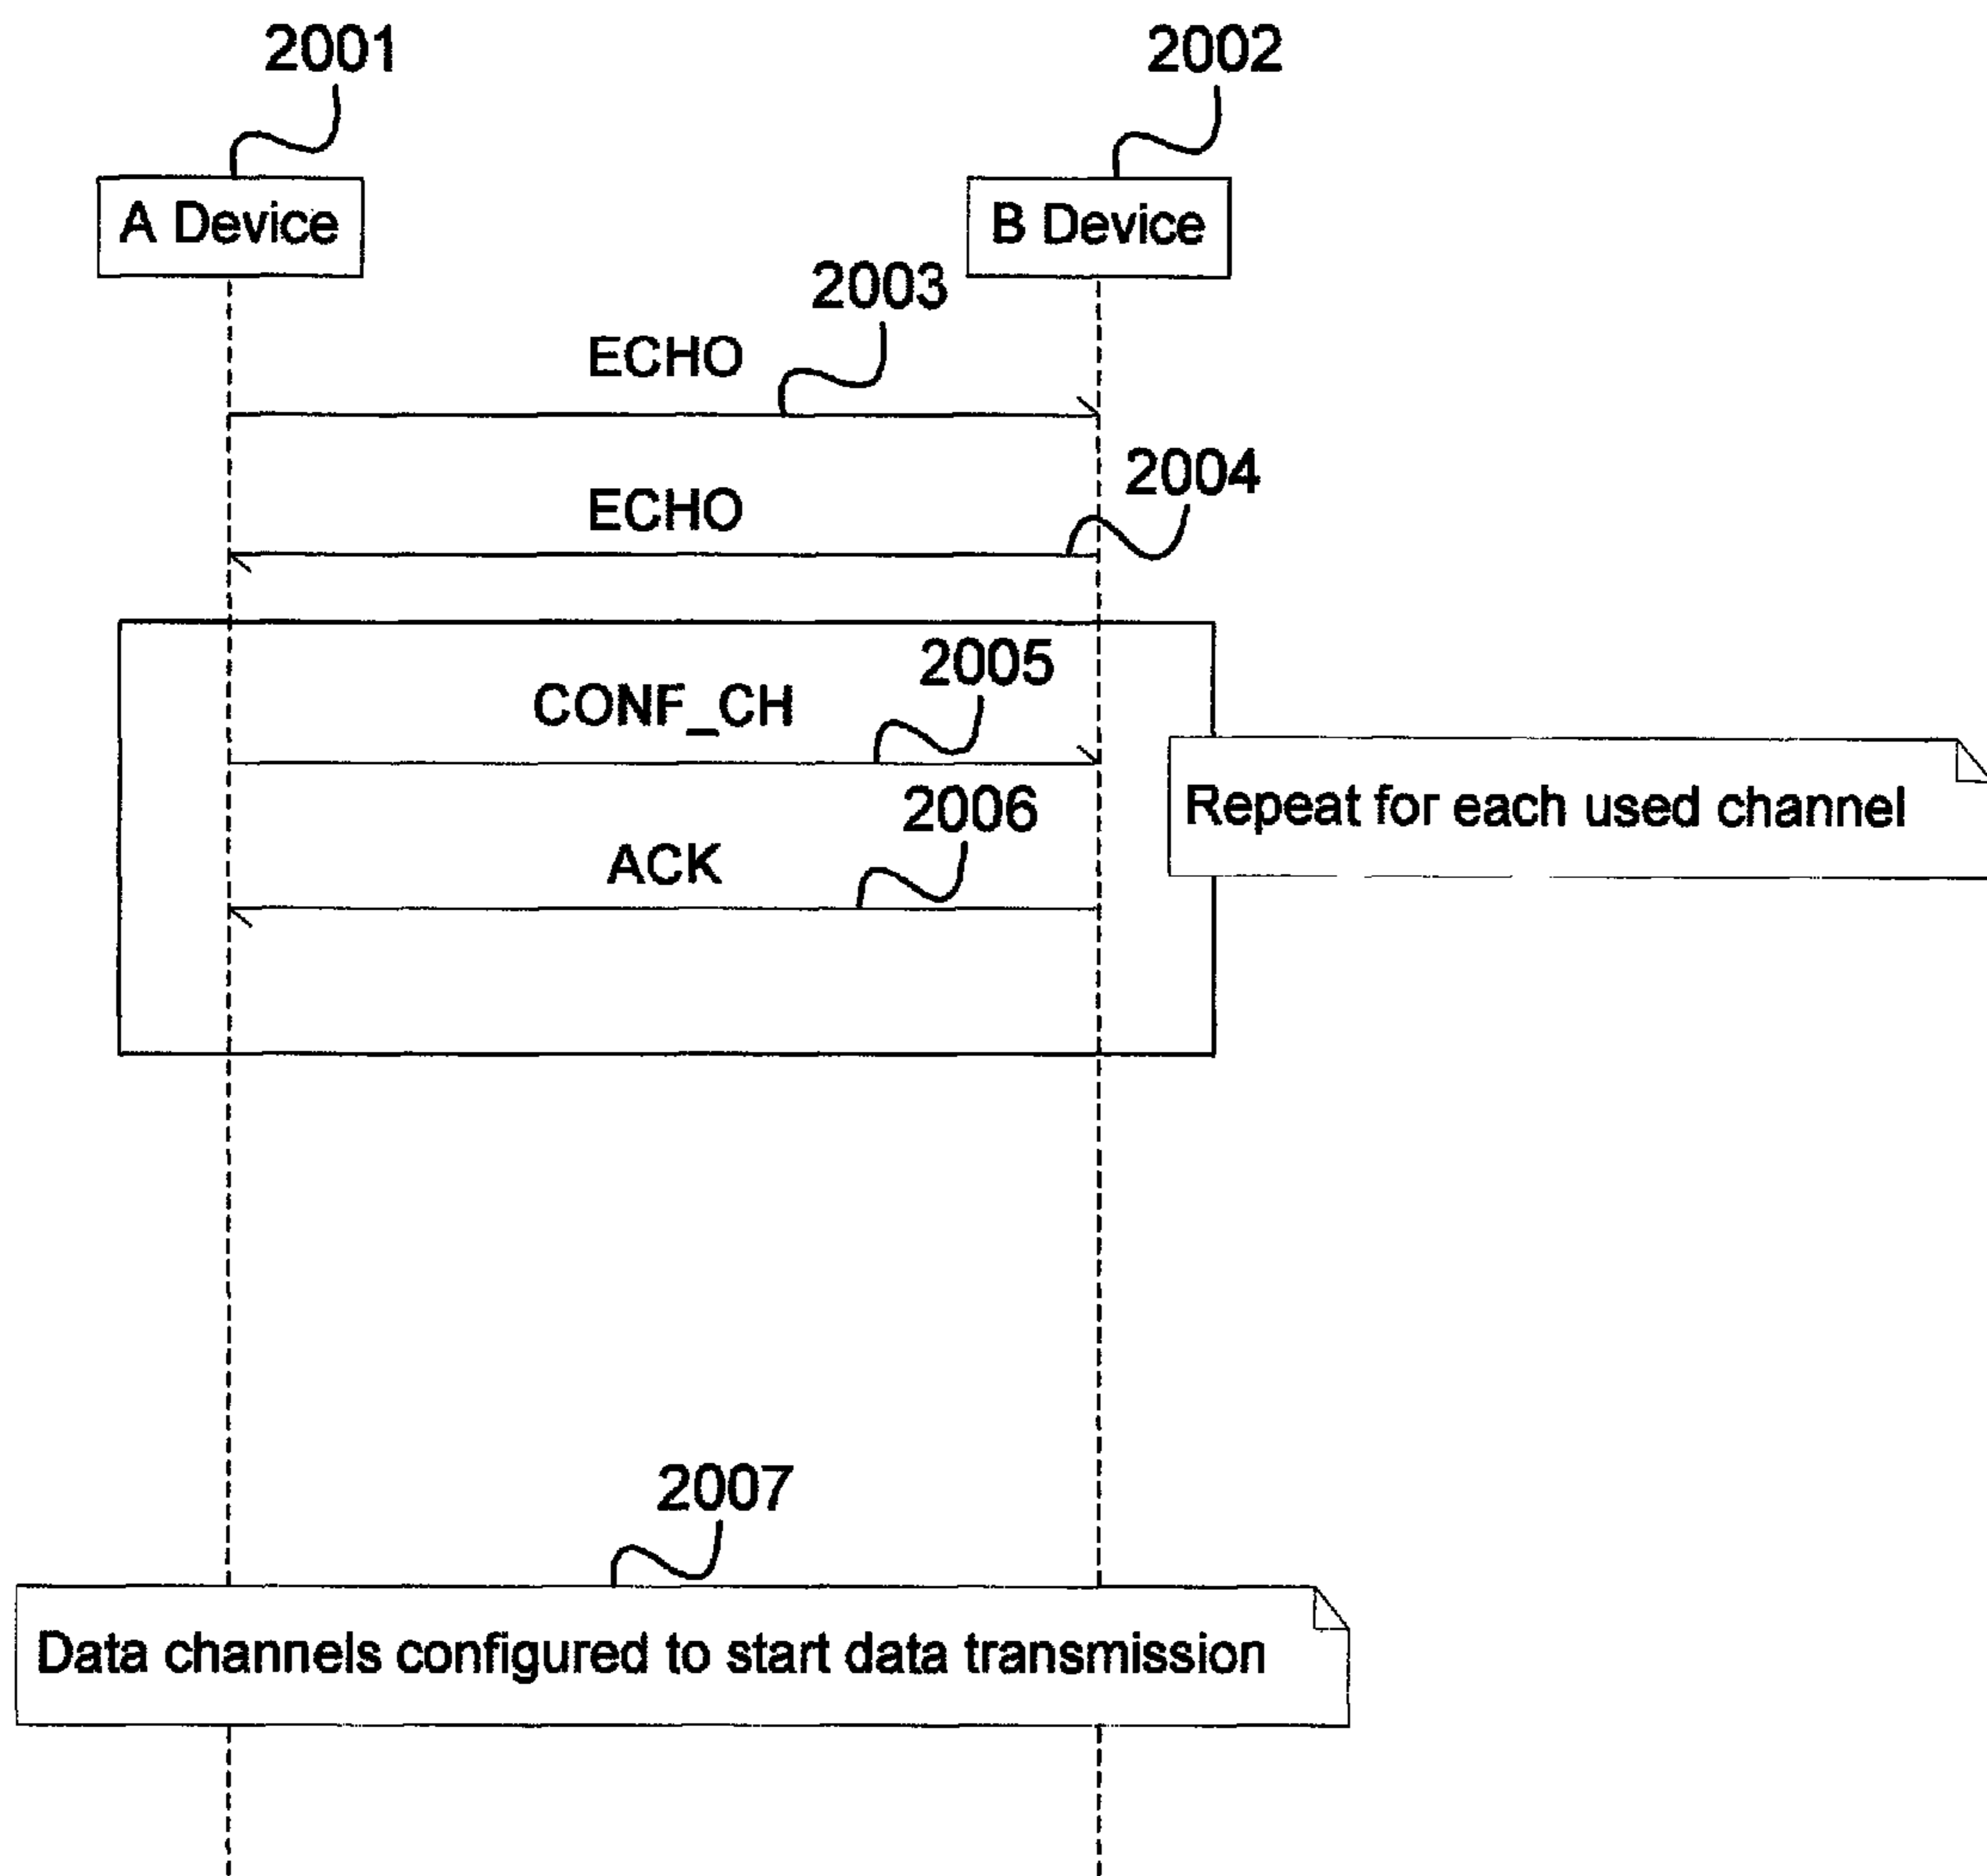 2001
2002
A Device
B Device
2003
ECHO
2004
ECHO
2005
CONF_CH
Repeat for each used channel
2006
ACK
2007
Data channels configured to start data transmission